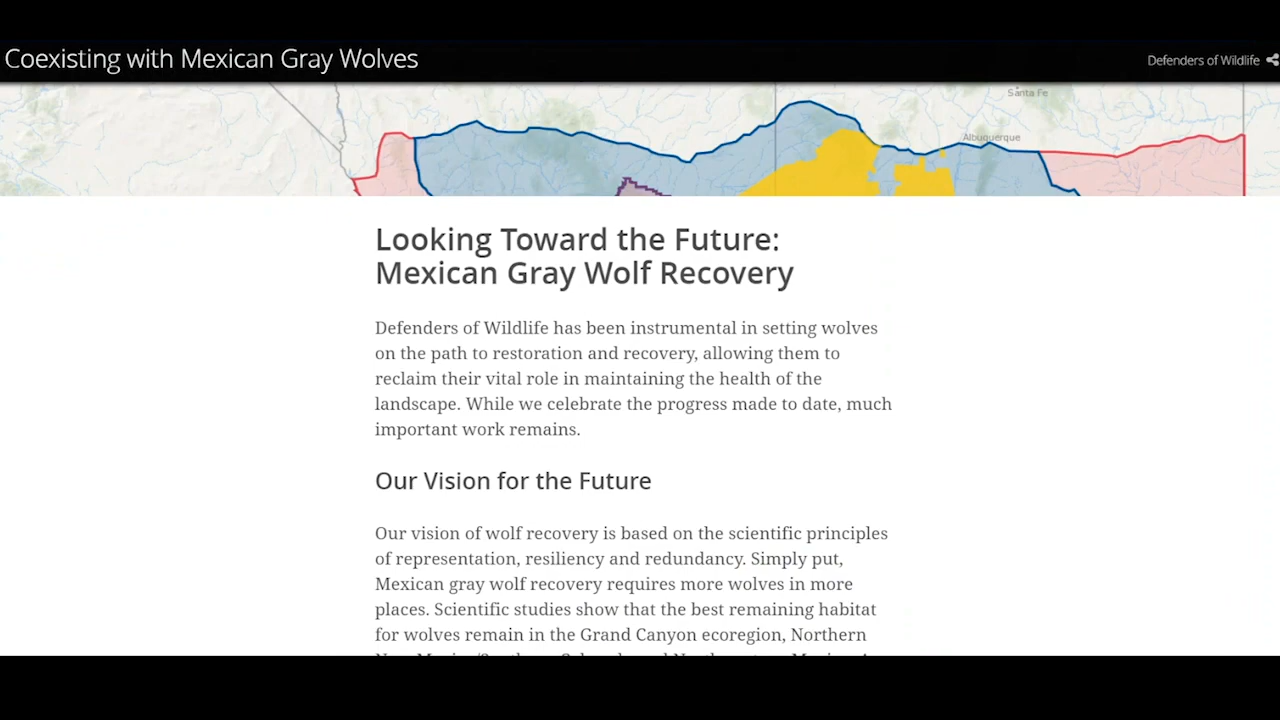 Coexisting with Mexican Gray Wolves
Defenders of Wildlife
Santa Fe
Albuquerque
Looking Toward the Future:
Mexican Gray Wolf Recovery
Defenders of Wildlife has been instrumental in setting wolves
on the path to restoration and recovery, allowing them to
reclaim their vital role in maintaining the health of the
landscape. While we celebrate the progress made to date, much
important work remains.
Our Vision for the Future
Our vision of wolf recovery is based on the scientific principles
of representation, resiliency and redundancy. Simply put,
Mexican gray wolf recovery requires more wolves in more
places. Scientific studies show that the best remaining habitat
for wolves remain in the Grand Canyon ecoregion, Northern